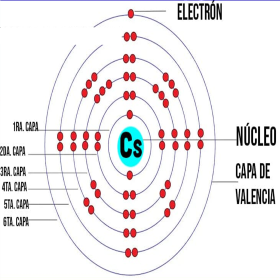 ELECTRÓN
1RA. CAPA
Cs
NÚCLEO
2DA. CAPA
3RA. CAPA
CAPA DE
VALENCIA
4TA. CAPA
5TA. CAPA
6TA. CAPA